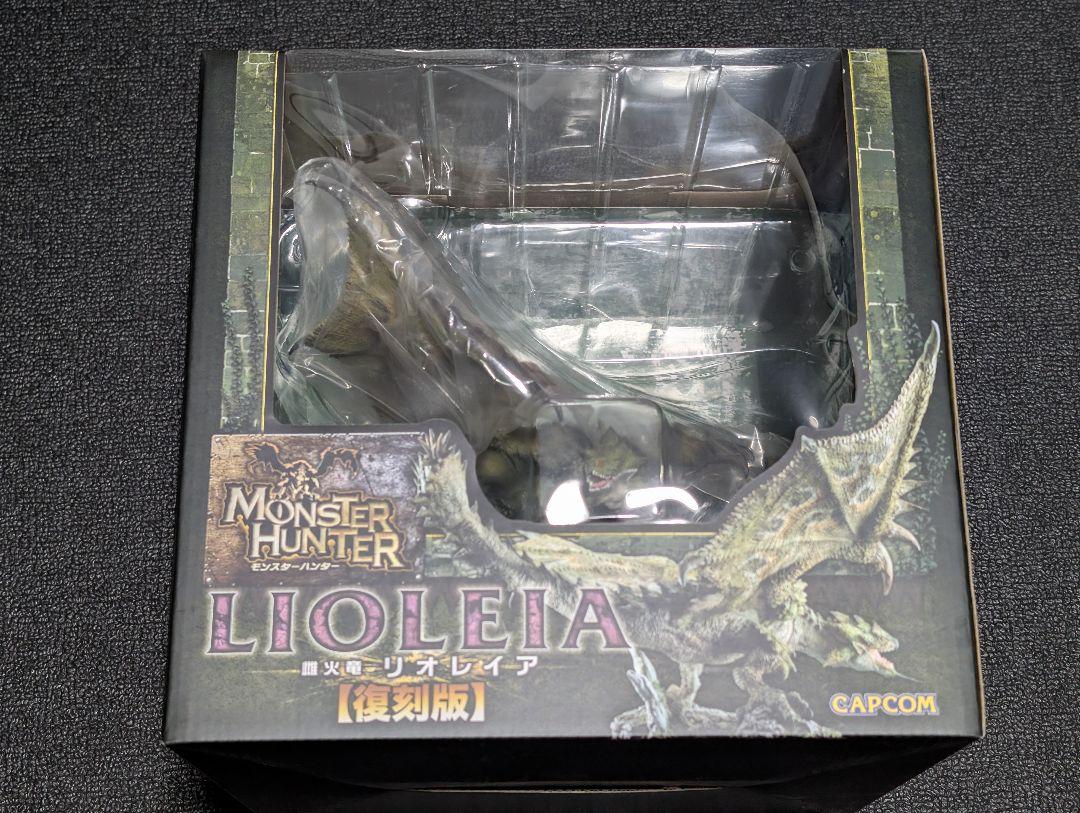 MONSTER
HUNTER
モンスターハンター
LIOLEIA
雌火竜 リオレイア
【復刻版】
CAPCOM